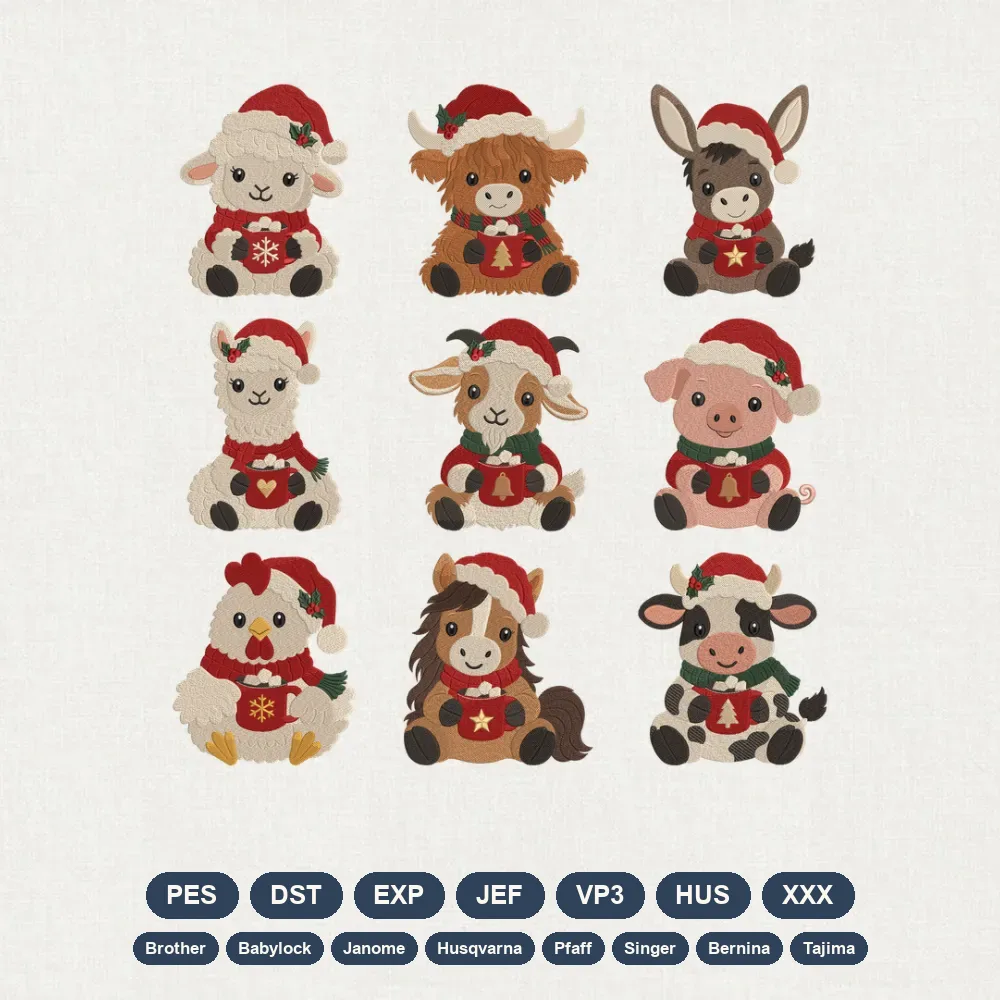 PES DST EXP JEF VP3 HUS XXX
Brother Babylock Janome Husqvarna Pfaff Singer Bernina Tajima